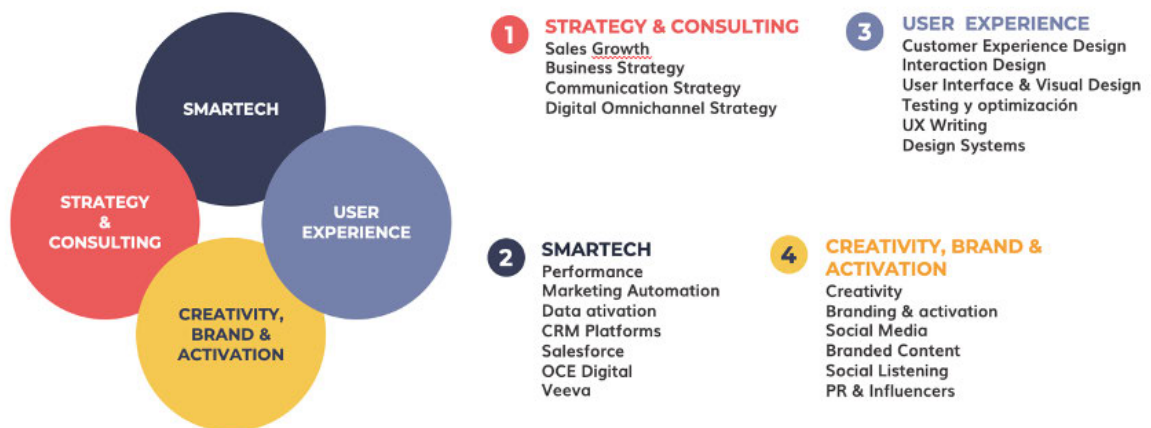 SMARTECH
STRATEGY
&
CONSULTING
USER
EXPERIENCE
CREATIVITY,
BRAND &
ACTIVATION
1
STRATEGY & CONSULTING
Sales Growth
Business Strategy
Communication Strategy
Digital Omnichannel Strategy
2
SMARTECH
Performance
Marketing Automation
Data ativation
CRM Platforms
Salesforce
OCE Digital
Veeva
3
USER EXPERIENCE
Customer Experience Design
Interaction Design
User Interface & Visual Design
Testing y optimización
UX Writing
Design Systems
4
CREATIVITY, BRAND &
ACTIVATION
Creativity
Branding & activation
Social Media
Branded Content
Social Listening
PR & Influencers